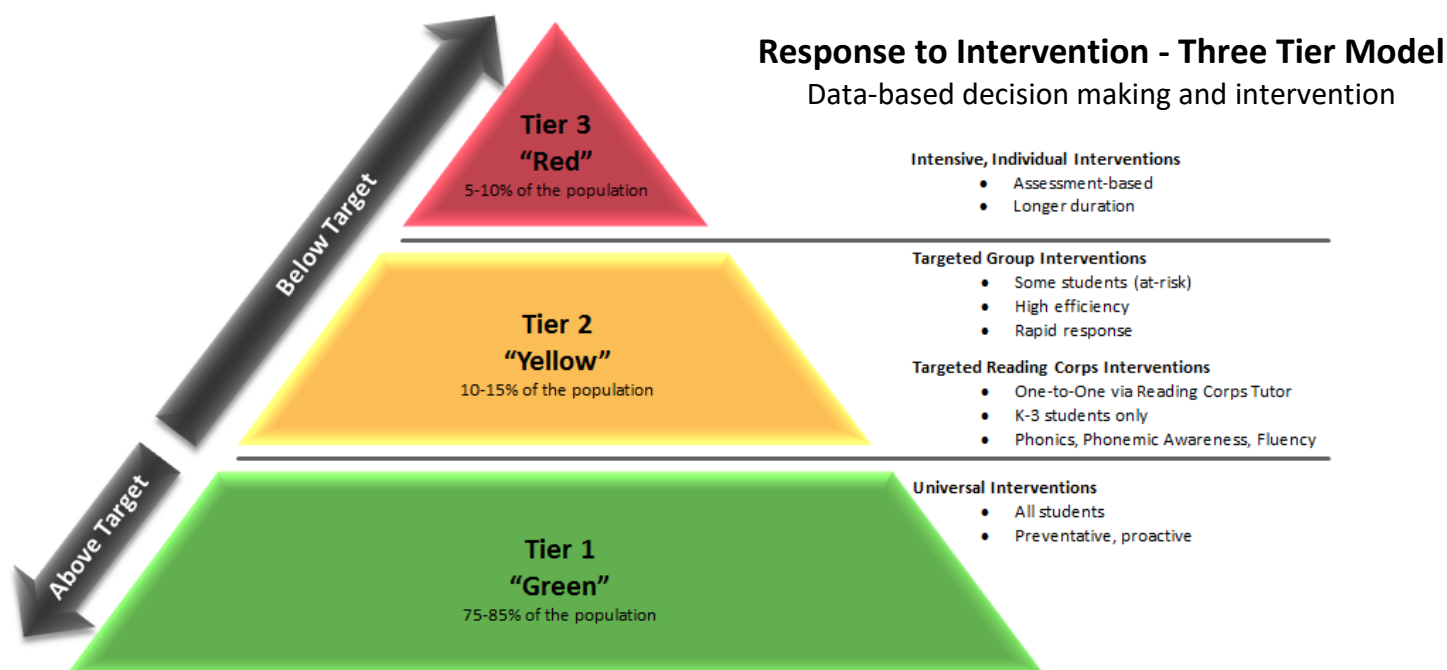 Response to Intervention - Three Tier Model
Data-based decision making and intervention
Below Target
Above Target
Tier 3
“Red”
5-10% of the population
Intensive, Individual Interventions
● Assessment-based
● Longer duration
Tier 2
“Yellow”
10-15% of the population
Targeted Group Interventions
● Some students (at-risk)
● High efficiency
● Rapid response
Targeted Reading Corps Interventions
● One-to-One via Reading Corps Tutor
● K-3 students only
● Phonics, Phonemic Awareness, Fluency
Tier 1
“Green”
75-85% of the population
Universal Interventions
● All students
● Preventative, proactive